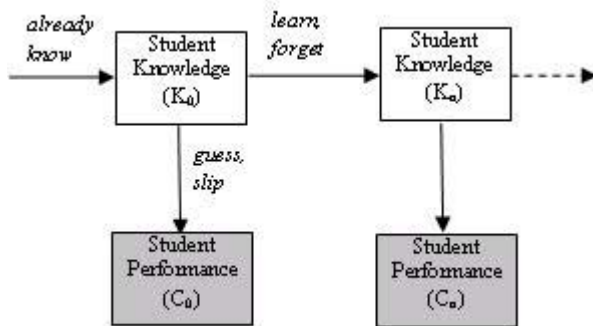 already
know
Student
Knowledge
(K₀)
learn,
forget
Student
Knowledge
(Kₙ)
guess,
slip
Student
Performance
(C₀)
Student
Performance
(Cₙ)